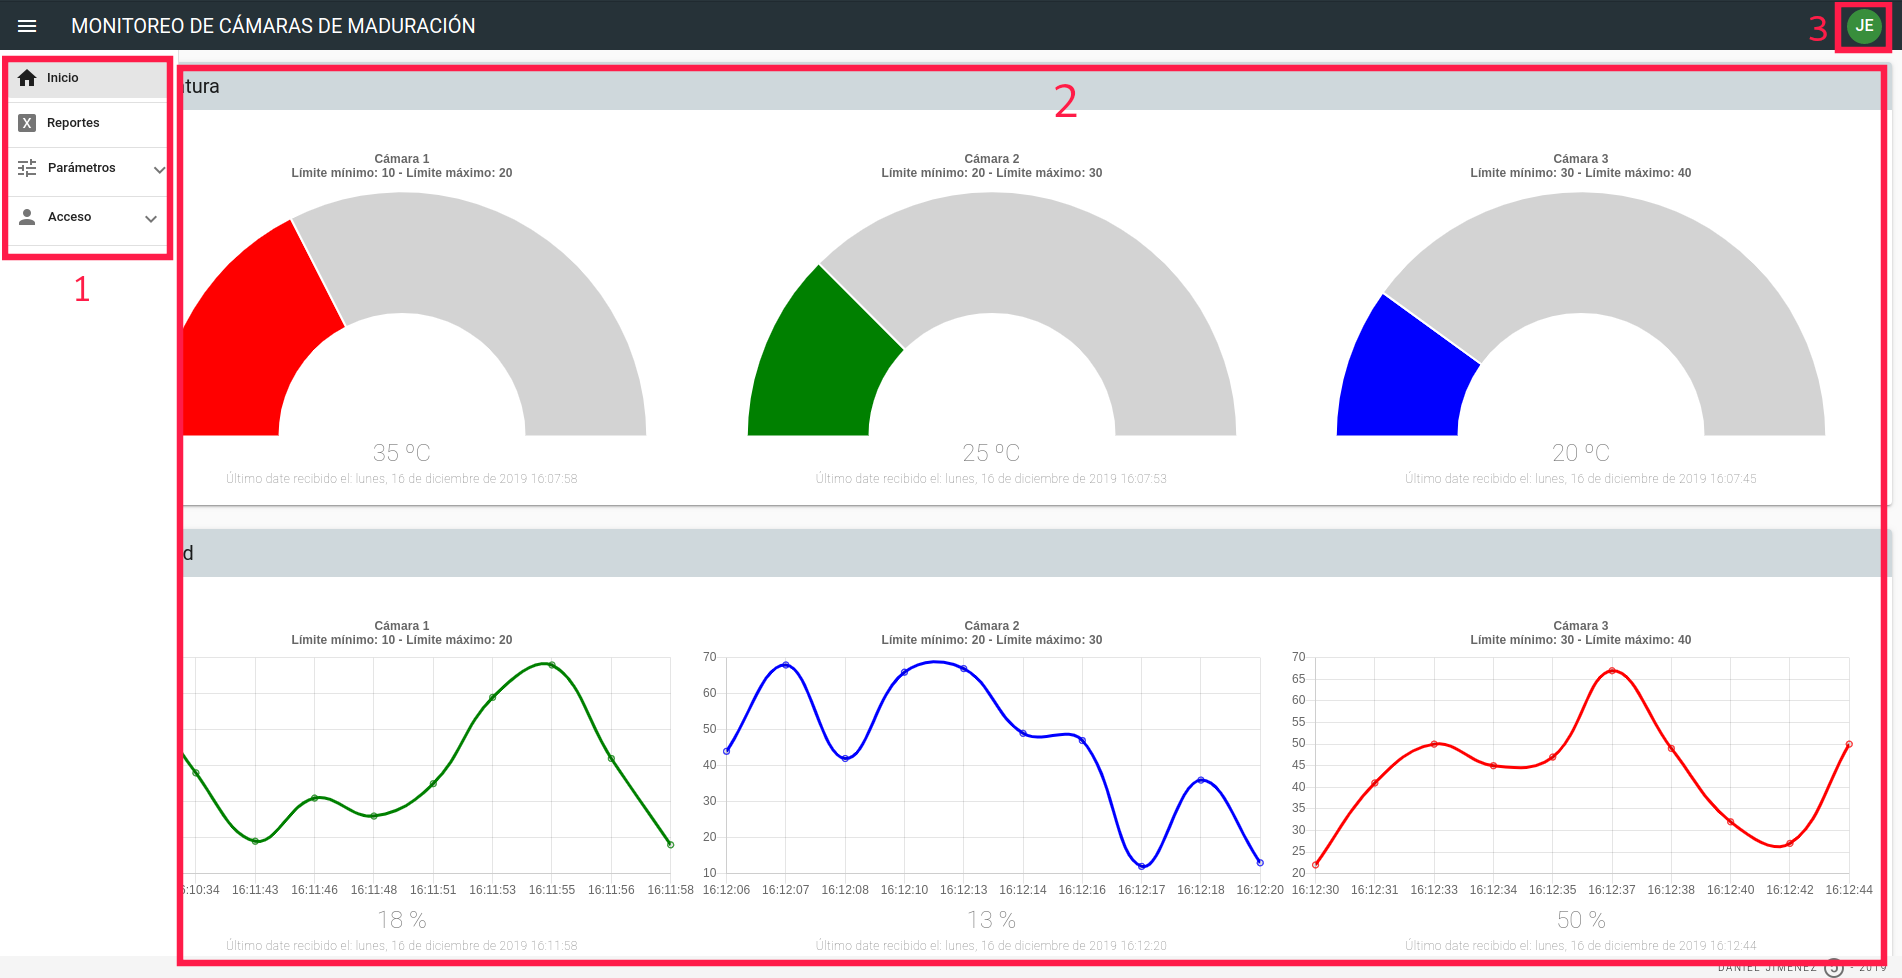 MONITOREO DE CÁMARAS DE MADURACIÓN
3
JE
Inicio
Reportes
Parámetros
Acceso
1
2
tura
Cámara 1
Límite mínimo: 10 - Límite máximo: 20
35 ºC
Último date recibido el: lunes, 16 de diciembre de 2019 16:07:58
Cámara 2
Límite mínimo: 20 - Límite máximo: 30
25 ºC
Último date recibido el: lunes, 16 de diciembre de 2019 16:07:53
Cámara 3
Límite mínimo: 30 - Límite máximo: 40
20 ºC
Último date recibido el: lunes, 16 de diciembre de 2019 16:07:45
d
Cámara 1
Límite mínimo: 10 - Límite máximo: 20
5:10:34 16:11:43 16:11:46 16:11:48 16:11:51 16:11:53 16:11:55 16:11:56 16:11:58
18 %
Último date recibido el: lunes, 16 de diciembre de 2019 16:11:58
Cámara 2
Límite mínimo: 20 - Límite máximo: 30
70
60
50
40
30
20
10
16:12:06 16:12:07 16:12:08 16:12:10 16:12:13 16:12:14 16:12:16 16:12:17 16:12:18 16:12:20
13 %
Último date recibido el: lunes, 16 de diciembre de 2019 16:12:20
Cámara 3
Límite mínimo: 30 - Límite máximo: 40
70
65
60
55
50
45
40
35
30
25
20
16:12:30 16:12:31 16:12:33 16:12:34 16:12:35 16:12:37 16:12:38 16:12:40 16:12:42 16:12:44
50 %
Último date recibido el: lunes, 16 de diciembre de 2019 16:12:44
DANIEL JIMENEZ - 2019